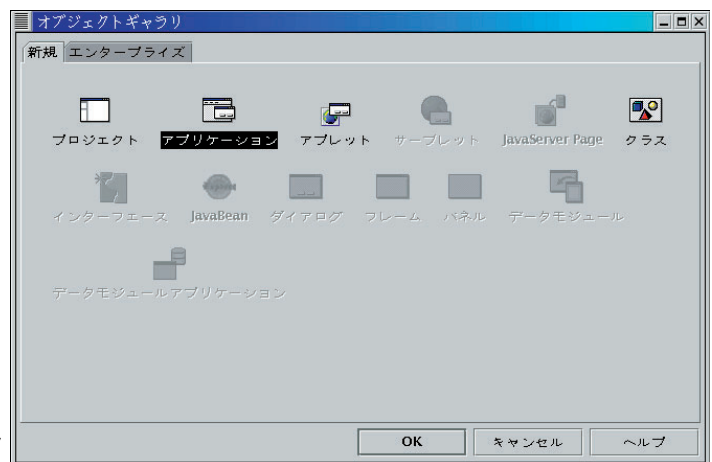 オブジェクトギャラリ
新規 エンタープライズ
プロジェクト アプリケーション アプレット サーブレット JavaServer Page クラス
インターフェース JavaBean ダイアログ フレーム パネル データモジュール
データモジュールアプリケーション
OK キャンセル ヘルプ